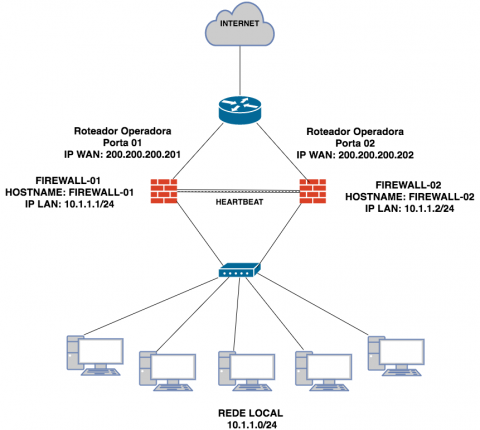 INTERNET
Roteador Operadora
Porta 01
IP WAN: 200.200.200.201
Roteador Operadora
Porta 02
IP WAN: 200.200.200.202
FIREWALL-01
HOSTNAME: FIREWALL-01
IP LAN: 10.1.1.1/24
HEARTBEAT
FIREWALL-02
HOSTNAME: FIREWALL-02
IP LAN: 10.1.1.2/24
REDE LOCAL
10.1.1.0/24